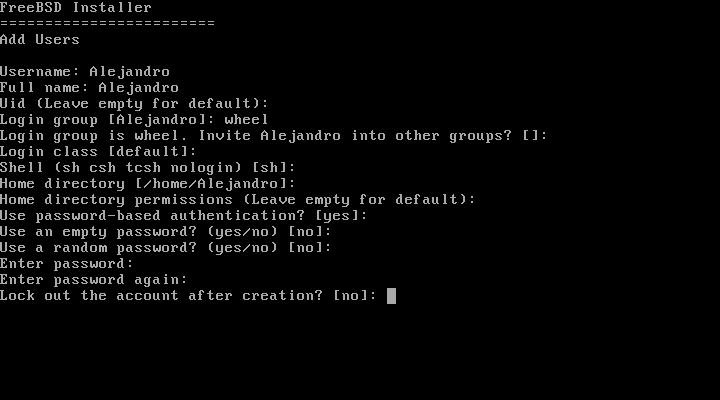 FreeBSD Installer
========================
Add Users
Username: Alejandro
Full name: Alejandro
Uid (Leave empty for default):
Login group [Alejandro]: wheel
Login group is wheel. Invite Alejandro into other groups? []:
Login class [default]:
Shell (sh csh tcsh nologin) [sh]:
Home directory [/home/Alejandro]:
Home directory permissions (Leave empty for default):
Use password-based authentication? [yes]:
Use an empty password? (yes/no) [no]:
Use a random password? (yes/no) [no]:
Enter password:
Enter password again:
Lock out the account after creation? [no]: